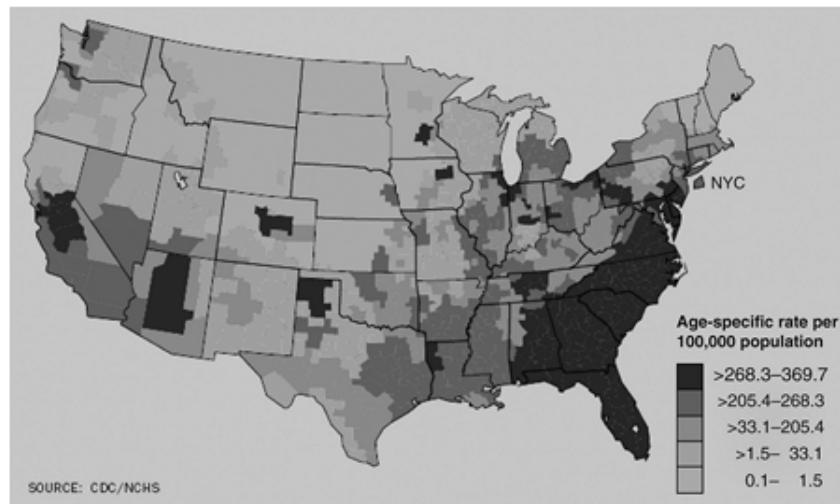 NYC
Age-specific rate per
100,000 population
>268.3–369.7
>205.4–268.3
>33.1–205.4
>1.5– 33.1
0.1– 1.5
SOURCE: CDC/NCHS